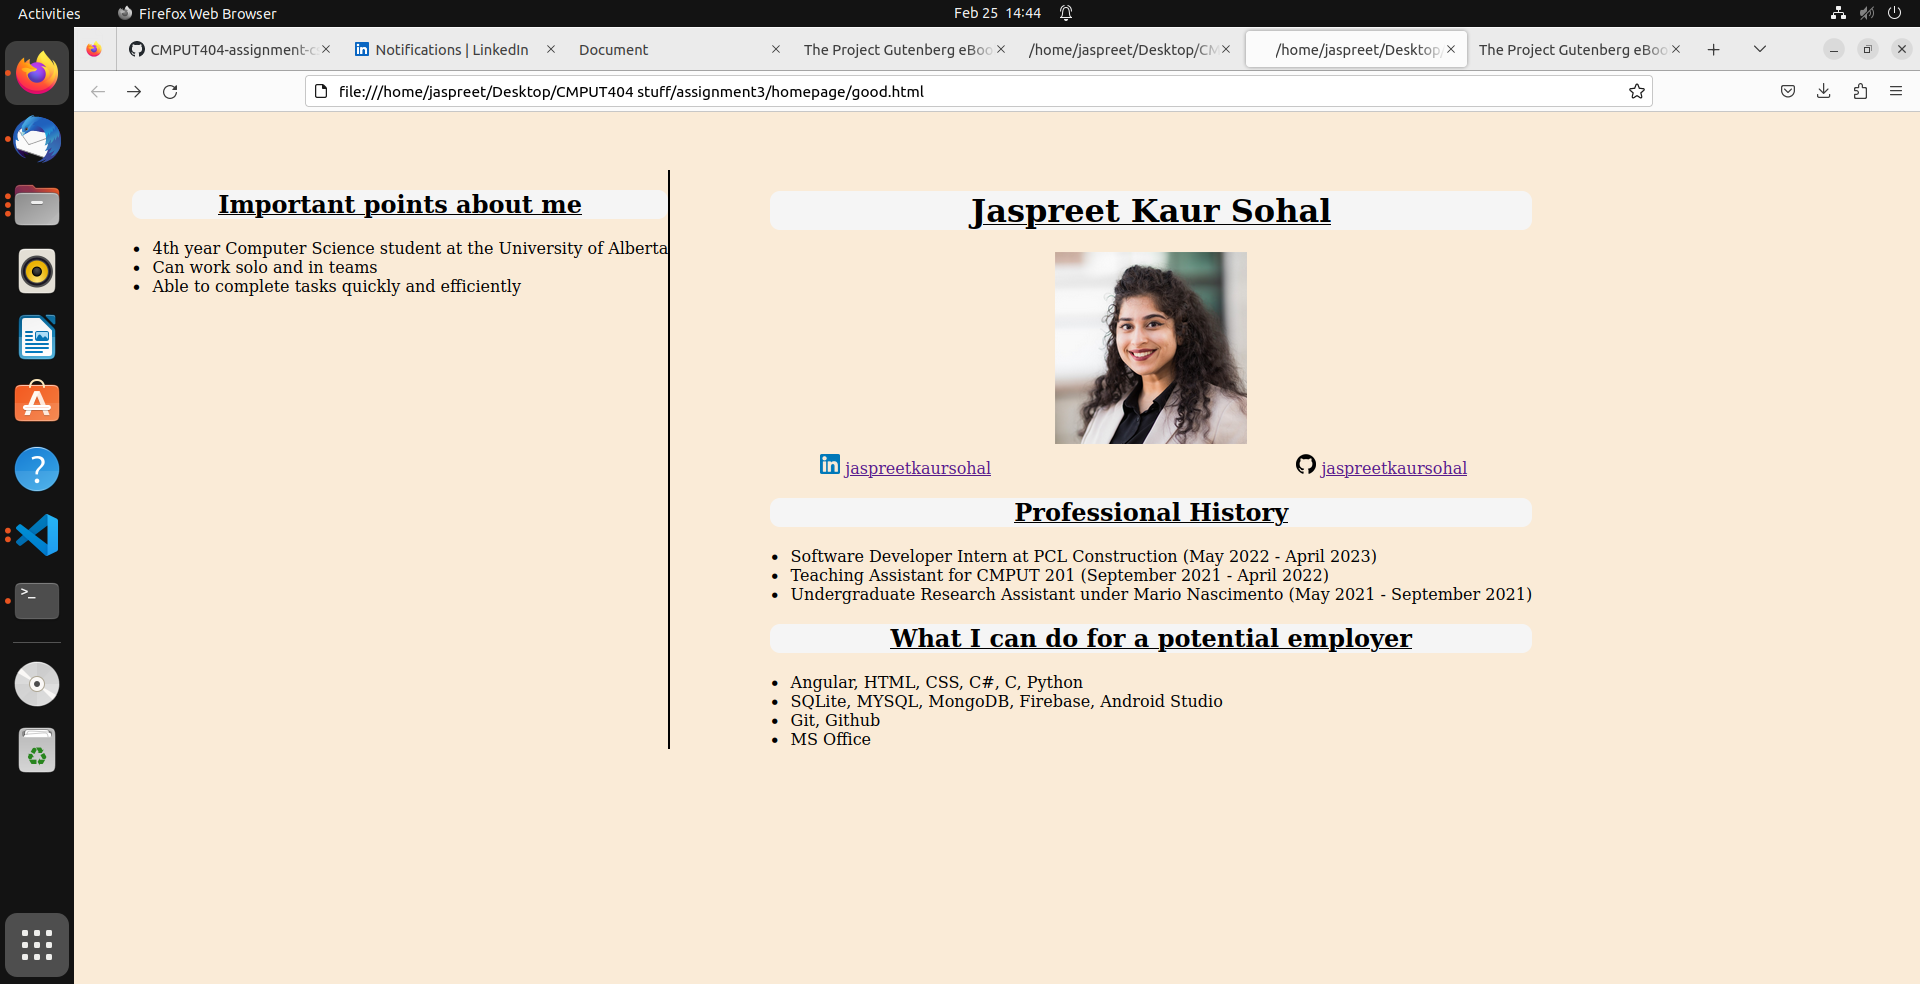 Activities
Firefox Web Browser
Feb 25 14:44
CMPUT404-assignment-c
Notifications | LinkedIn
Document
The Project Gutenberg eBoo
/home/jaspreet/Desktop/CM
/home/jaspreet/Desktop/
The Project Gutenberg eBoo
file:///home/jaspreet/Desktop/CMPUT404 stuff/assignment3/homepage/good.html
Important points about me
4th year Computer Science student at the University of Alberta
Can work solo and in teams
Able to complete tasks quickly and efficiently
Jaspreet Kaur Sohal
jaspreetkaursohal
jaspreetkaursohal
Professional History
Software Developer Intern at PCL Construction (May 2022 - April 2023)
Teaching Assistant for CMPUT 201 (September 2021 - April 2022)
Undergraduate Research Assistant under Mario Nascimento (May 2021 - September 2021)
What I can do for a potential employer
Angular, HTML, CSS, C#, C, Python
SQLite, MYSQL, MongoDB, Firebase, Android Studio
Git, Github
MS Office